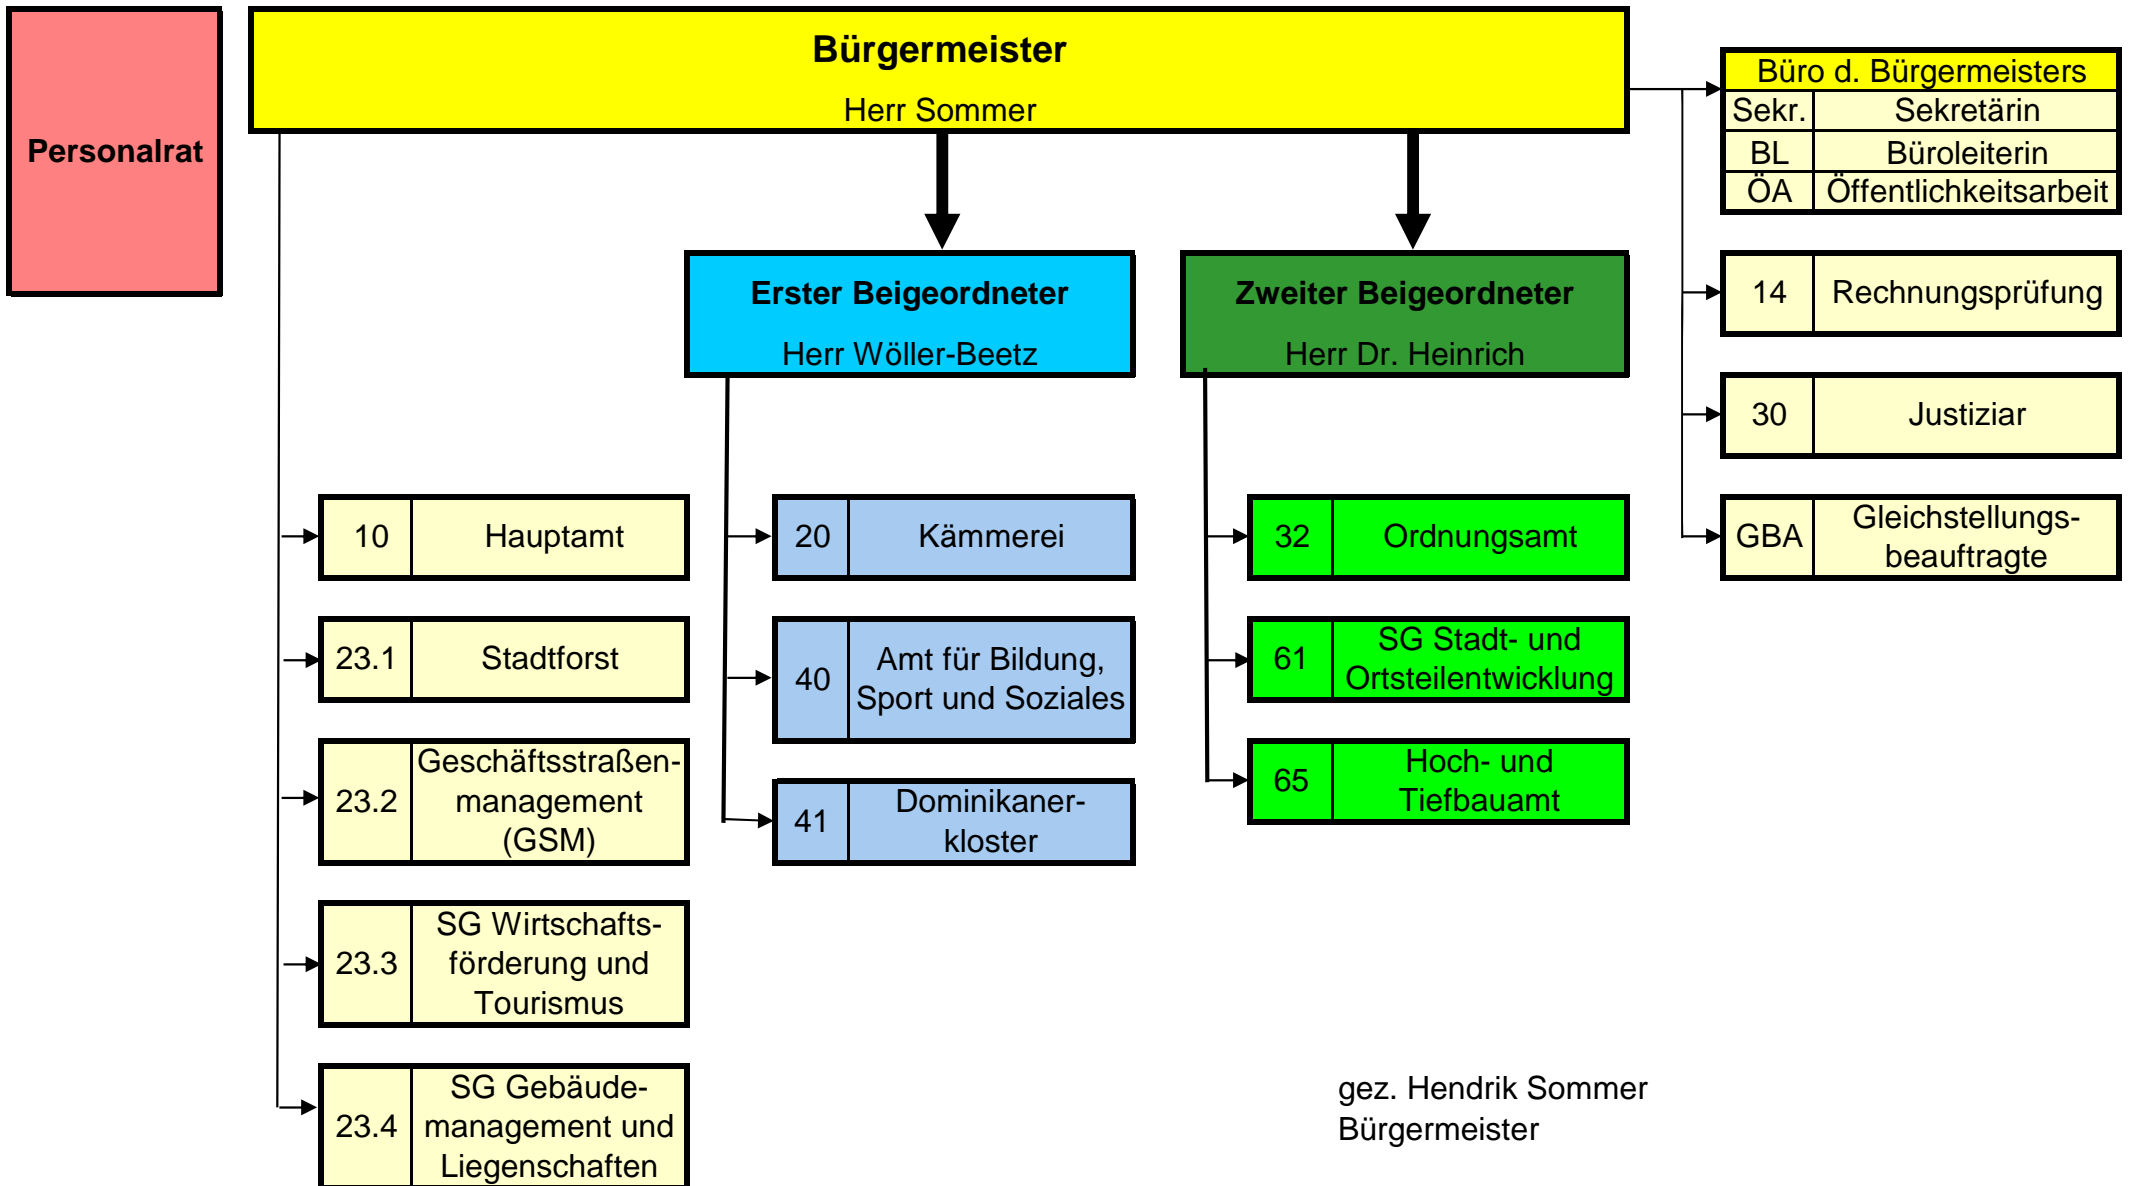 Personalrat
Bürgermeister
Herr Sommer
Büro d. Bürgermeisters
Sekr. Sekretärin
BL Büroleiterin
ÖA Öffentlichkeitsarbeit
Erster Beigeordneter
Herr Wöller-Beetz
Zweiter Beigeordneter
Herr Dr. Heinrich
14 Rechnungsprüfung
30 Justiziar
GBA Gleichstellungs-
beauftragte
10 Hauptamt
23.1 Stadtforst
23.2 Geschäftsstraßen-
management
(GSM)
23.3 SG Wirtschafts-
förderung und
Tourismus
23.4 SG Gebäude-
management und
Liegenschaften
20 Kämmerei
40 Amt für Bildung,
Sport und Soziales
41 Dominikaner-
kloster
32 Ordnungsamt
61 SG Stadt- und
Ortsteilentwicklung
65 Hoch- und
Tiefbauamt
gez. Hendrik Sommer
Bürgermeister